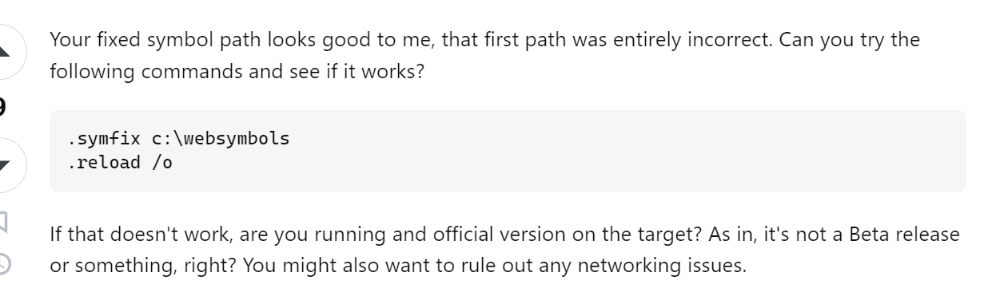 Your fixed symbol path looks good to me, that first path was entirely incorrect. Can you try the
following commands and see if it works?
9
.symfix c:\websymbols
.reload /o
If that doesn't work, are you running and official version on the target? As in, it's not a Beta release
or something, right? You might also want to rule out any networking issues.